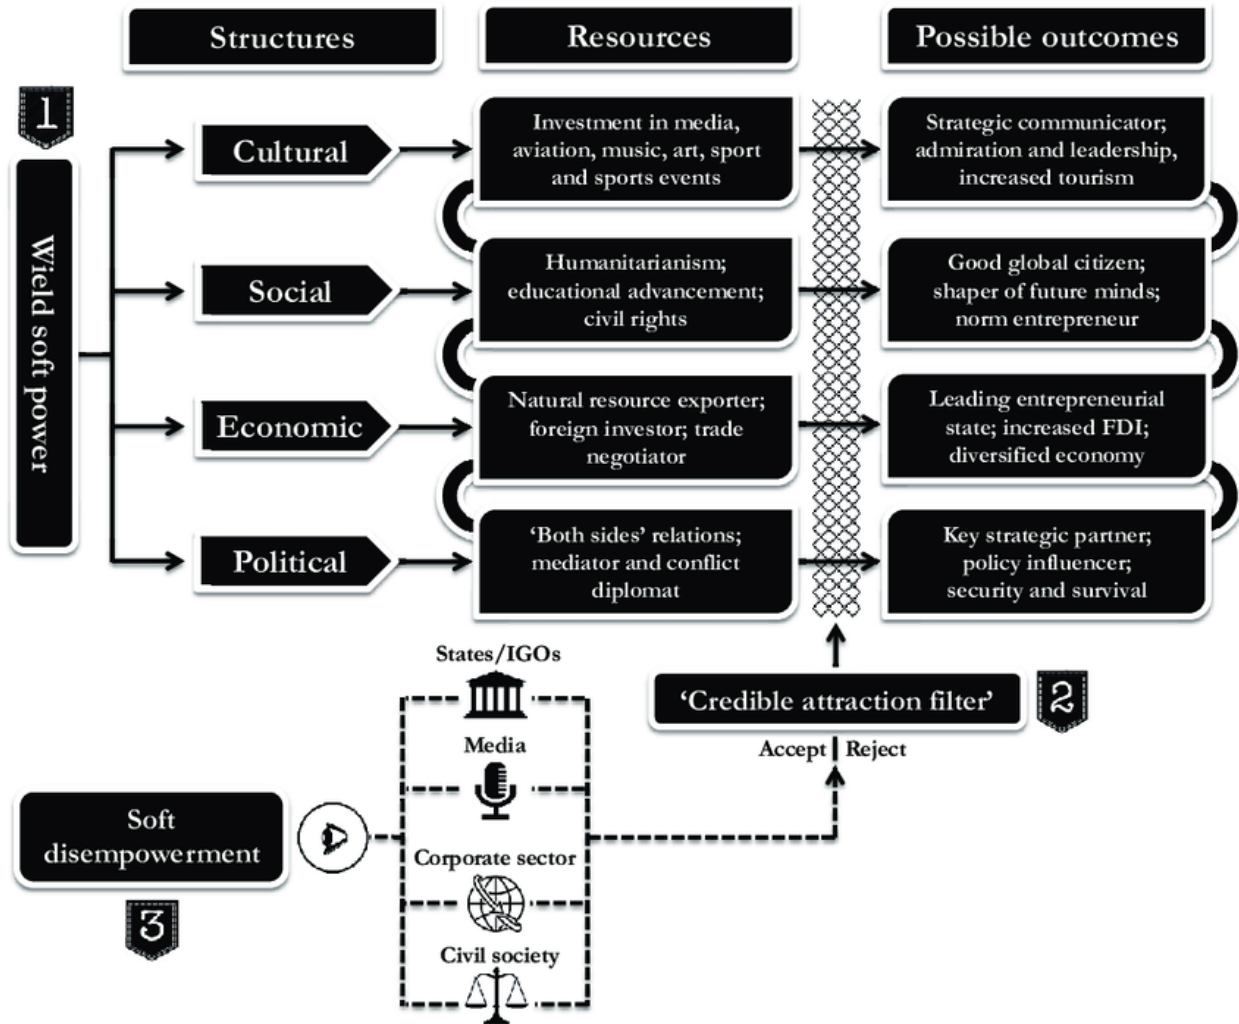 Structures
Resources
Possible outcomes
1
Wield soft power
Cultural
Investment in media,
aviation, music, art, sport
and sports events
Strategic communicator;
admiration and leadership,
increased tourism
Social
Humanitarianism;
educational advancement;
civil rights
Good global citizen;
shaper of future minds;
norm entrepreneur
Economic
Natural resource exporter;
foreign investor; trade
negotiator
Leading entrepreneurial
state; increased FDI;
diversified economy
Political
‘Both sides’ relations;
mediator and conflict
diplomat
Key strategic partner;
policy influencer;
security and survival
States/IGOs
Media
Corporate sector
Civil society
‘Credible attraction filter’
2
Accept | Reject
Soft
disempowerment
3